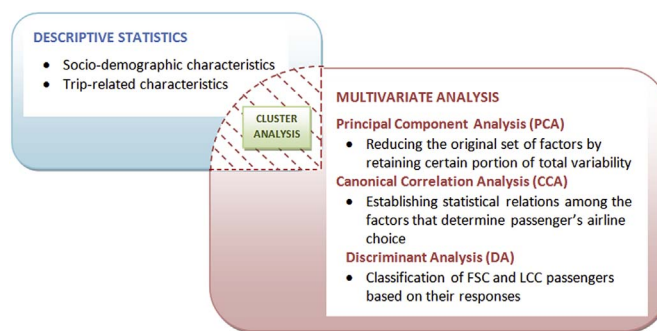 DESCRIPTIVE STATISTICS
• Socio-demographic characteristics
• Trip-related characteristics
CLUSTER
ANALYSIS
MULTIVARIATE ANALYSIS
Principal Component Analysis (PCA)
• Reducing the original set of factors by
retaining certain portion of total variability
Canonical Correlation Analysis (CCA)
• Establishing statistical relations among the
factors that determine passenger's airline
choice
Discriminant Analysis (DA)
• Classification of FSC and LCC passengers
based on their responses